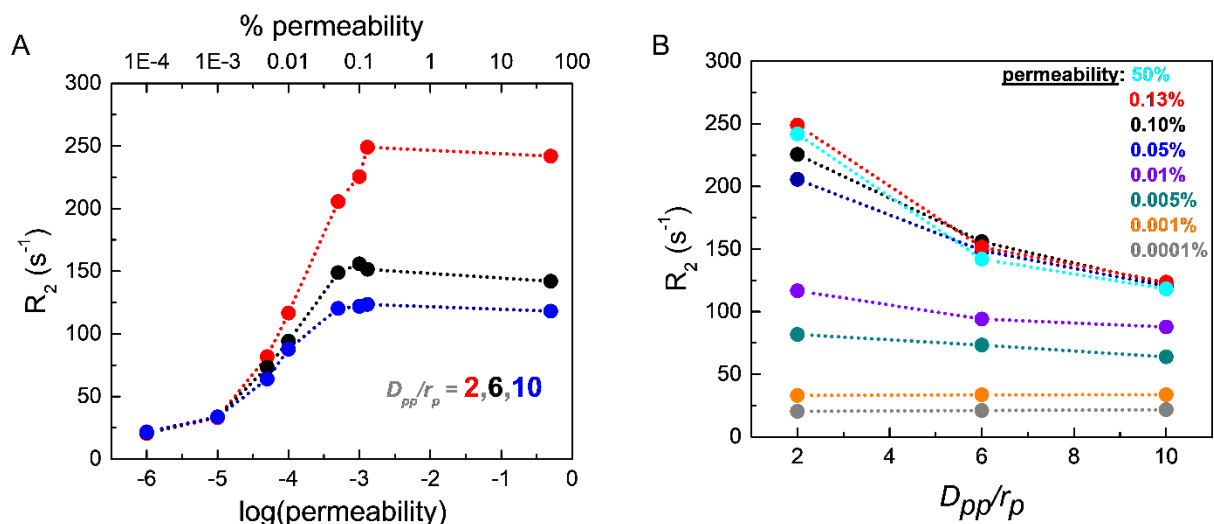 A
% permeability
1E-4 1E-3 0.01 0.1 1 10 100
300
250
200
150
100
50
0
R2 (s-1)
Dpp/rp = 2,6,10
-6 -5 -4 -3 -2 -1 0
log(permeability)
B
permeability: 50%
0.13%
0.10%
0.05%
0.01%
0.005%
0.001%
0.0001%
300
250
200
150
100
50
0
R2 (s-1)
2 4 6 8 10
Dpp/rp